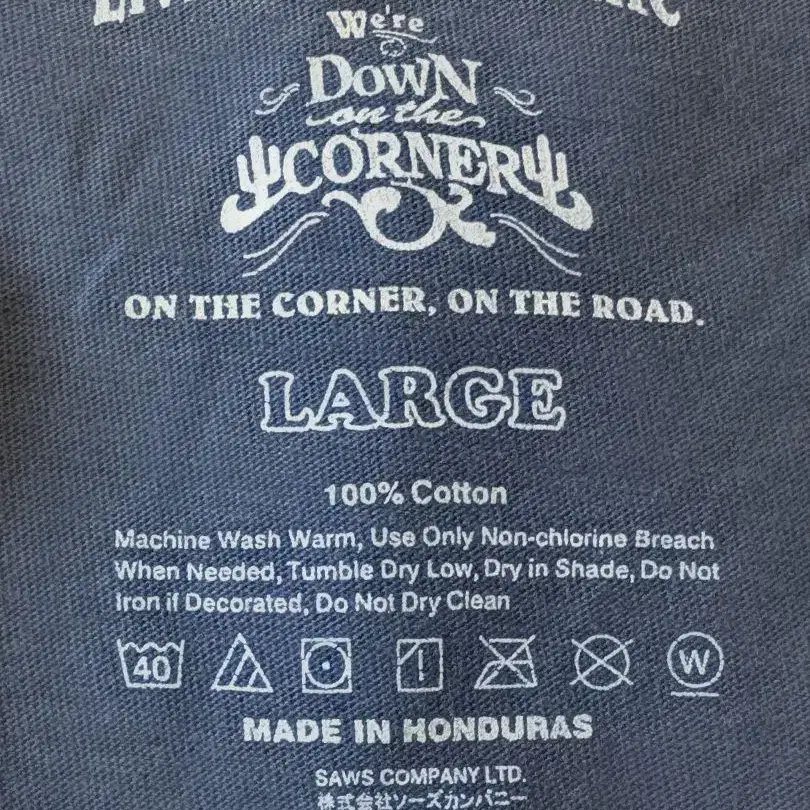 We're
DOWN
on the
CORNER
ON THE CORNER, ON THE ROAD.
LARGE
100% Cotton
Machine Wash Warm, Use Only Non-chlorine Breach
When Needed, Tumble Dry Low, Dry in Shade, Do Not
Iron if Decorated, Do Not Dry Clean
40
W
MADE IN HONDURAS
SAWS COMPANY LTD.
株式会社ソーズカンパニー